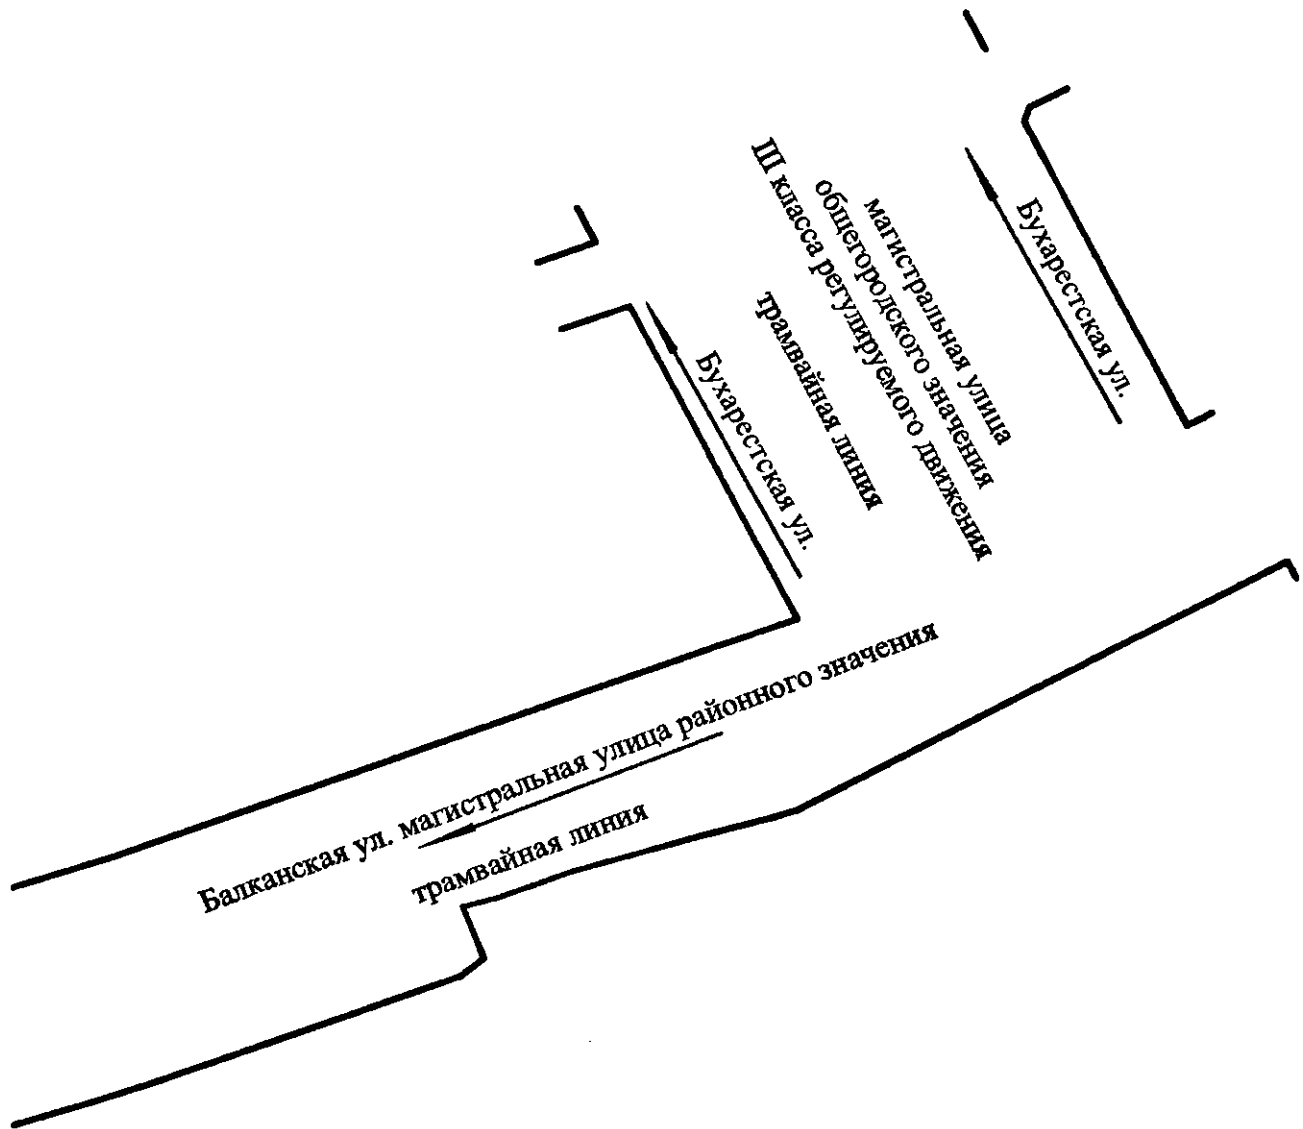 Бухарестская ул.
магистральная улица
общегородского значения
III класса регулируемого движения
трамвайная линия
Бухарестская ул.
Балканская ул. магистральная улица районного значения
трамвайная линия